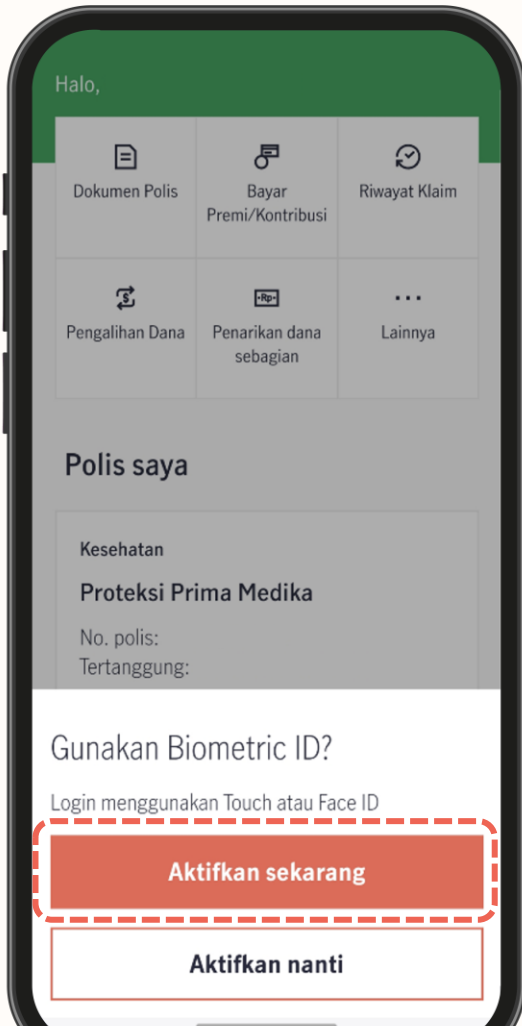 Halo,
Dokumen Polis
Bayar
Premi/Kontribusi
Riwayat Klaim
Pengalihan Dana
-Rp-
Penarikan dana
sebagian
Lainnya
Polis saya
Kesehatan
Proteksi Prima Medika
No. polis:
Tertanggung:
Gunakan Biometric ID?
Login menggunakan Touch atau Face ID
Aktifkan sekarang
Aktifkan nanti